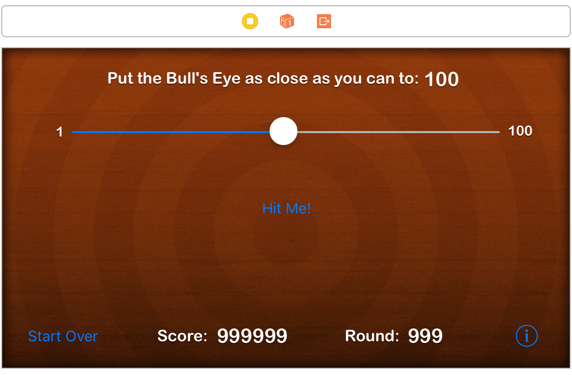 Put the Bull's Eye as close as you can to: 100
1 100
Hit Me!
Start Over Score: 999999 Round: 999